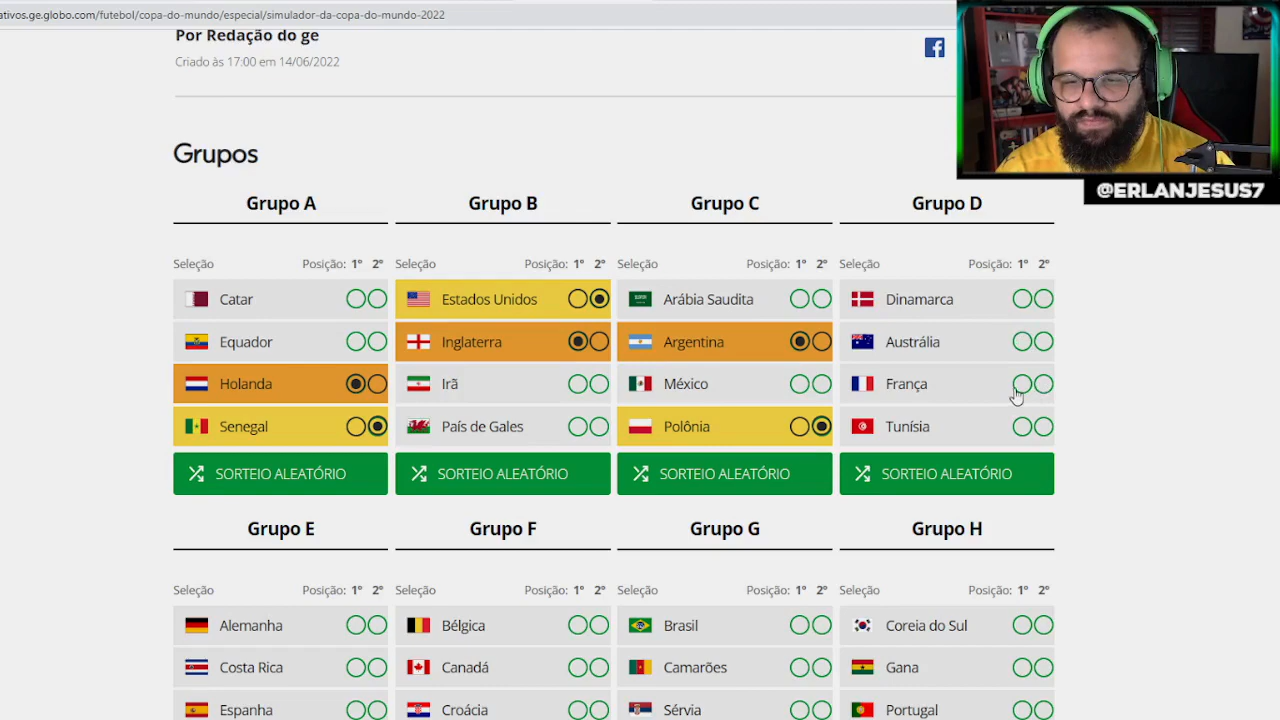 ativos.ge.globo.com/futebol/copa-do-mundo/especial/simulador-da-copa-do-mundo-2022
Por Redação do ge
Criado às 17:00 em 14/06/2022
@ERLANJESUS7
Grupos
Grupo A
Seleção Posição: 1º 2º
Catar
Equador
Holanda
Senegal
SORTEIO ALEATÓRIO
Grupo B
Seleção Posição: 1º 2º
Estados Unidos
Inglaterra
Irã
País de Gales
SORTEIO ALEATÓRIO
Grupo C
Seleção Posição: 1º 2º
Arábia Saudita
Argentina
México
Polônia
SORTEIO ALEATÓRIO
Grupo D
Seleção Posição: 1º 2º
Dinamarca
Austrália
França
Tunísia
SORTEIO ALEATÓRIO
Grupo E
Seleção Posição: 1º 2º
Alemanha
Costa Rica
Espanha
Grupo F
Seleção Posição: 1º 2º
Bélgica
Canadá
Croácia
Grupo G
Seleção Posição: 1º 2º
Brasil
Camarões
Sérvia
Grupo H
Seleção Posição: 1º 2º
Coreia do Sul
Gana
Portugal